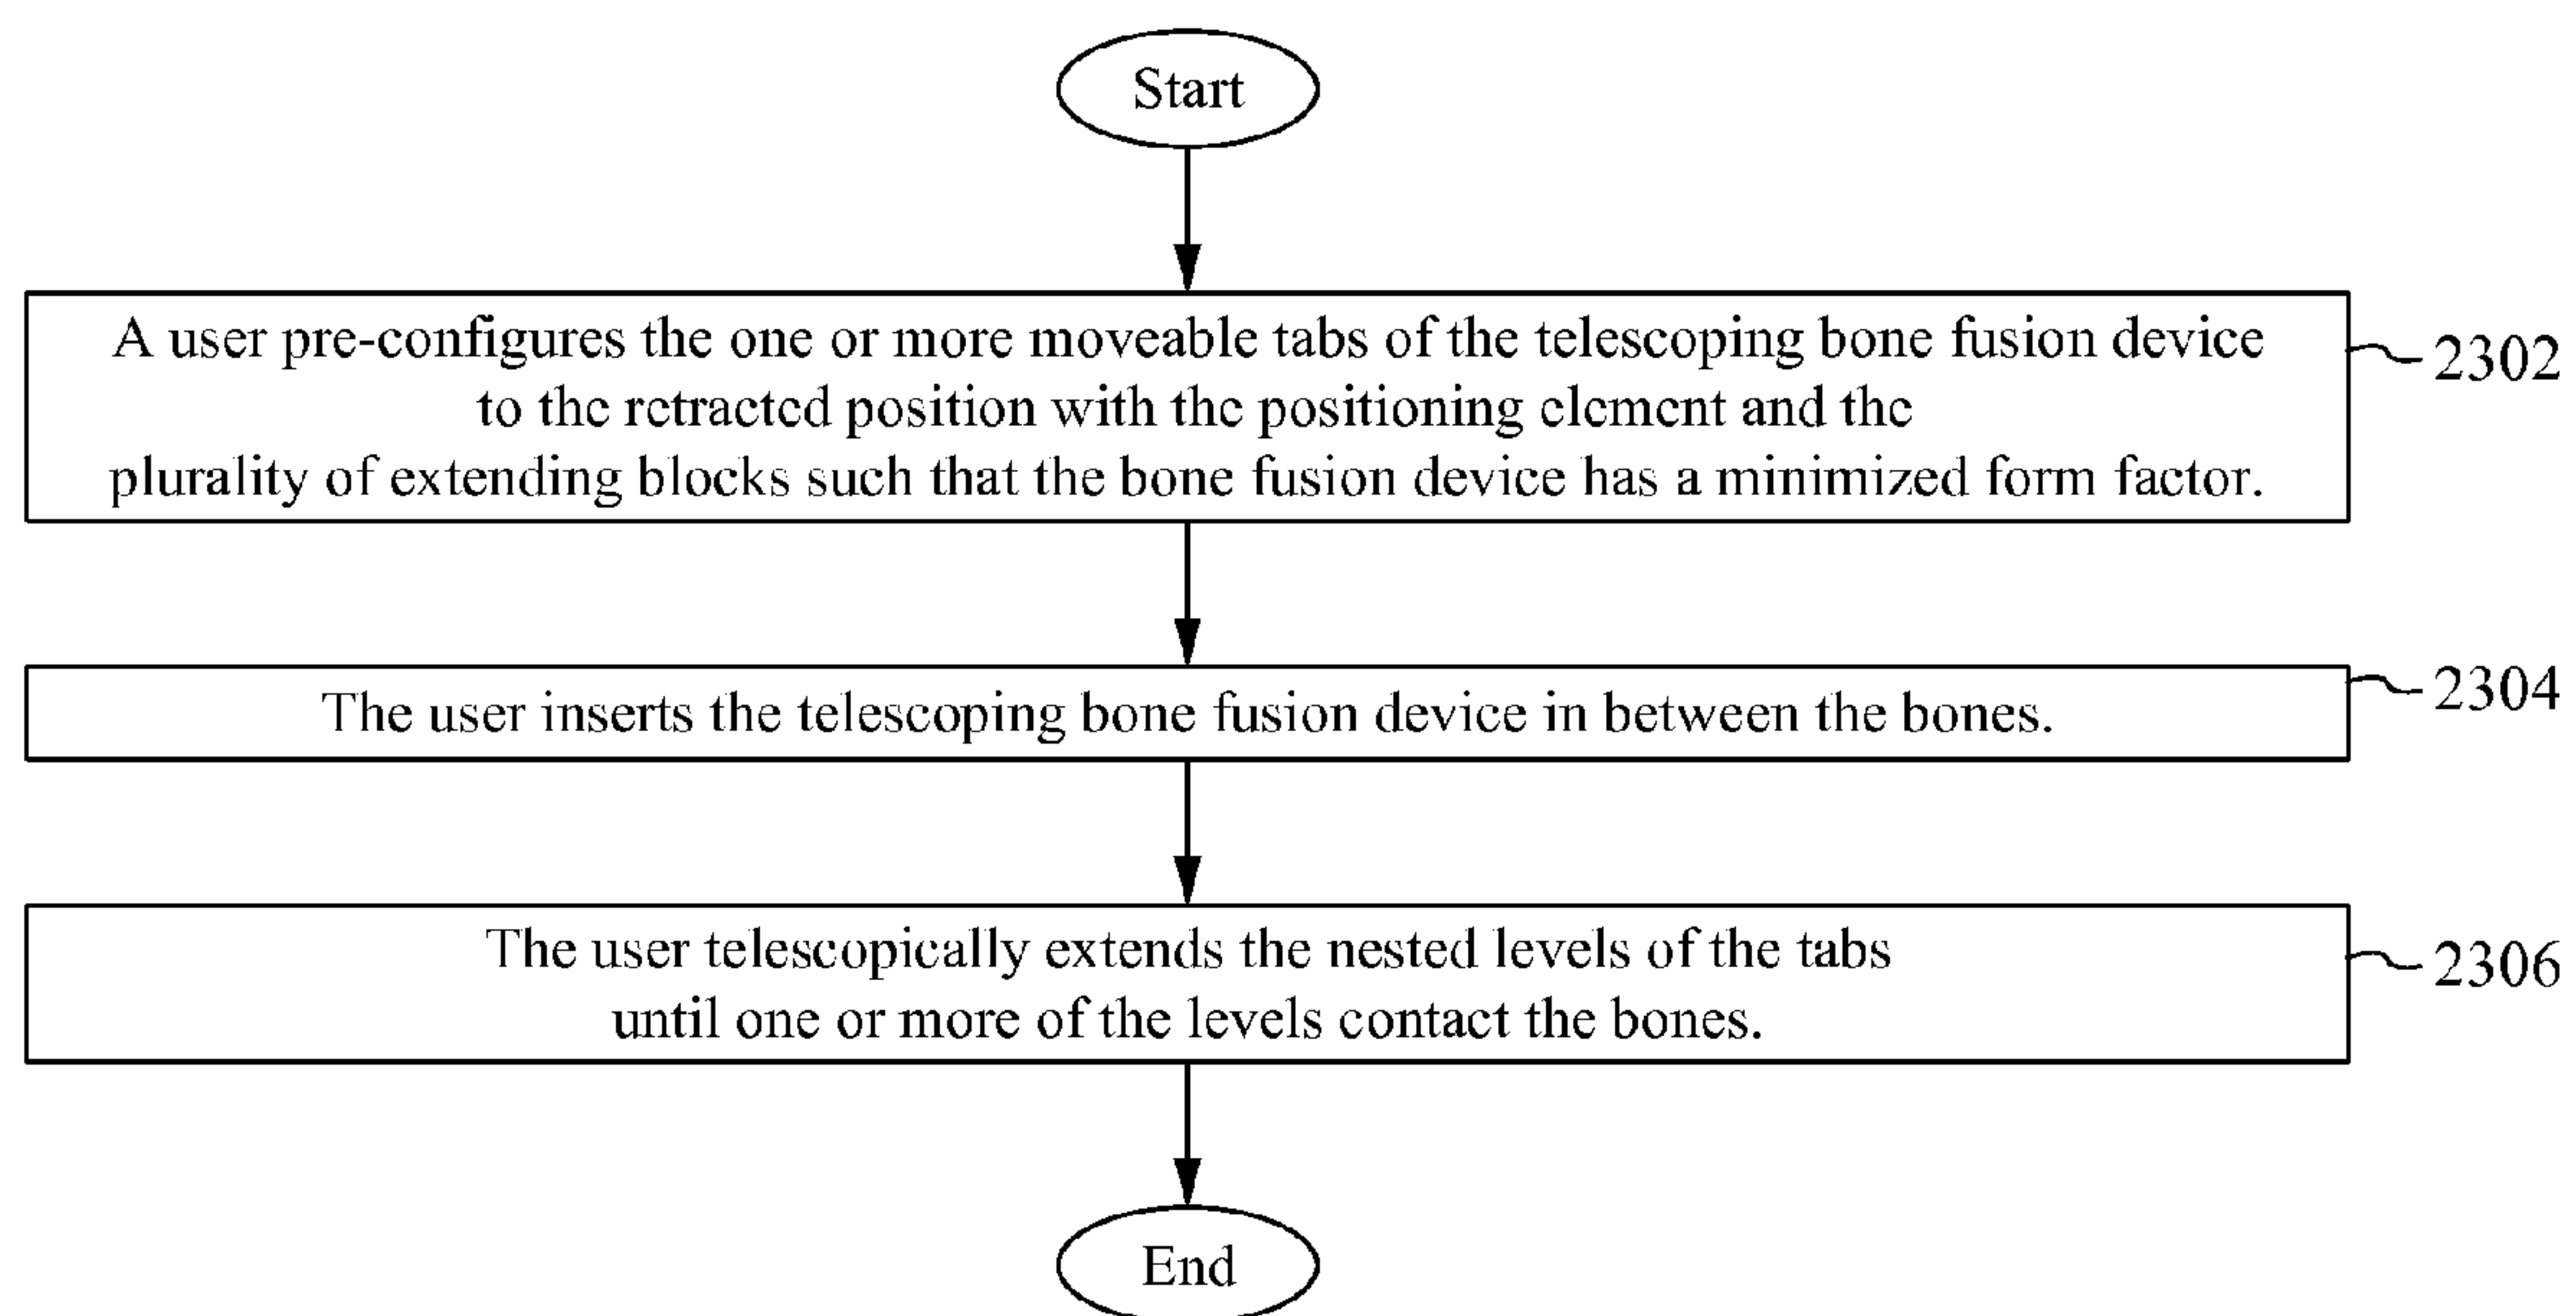 Start
A user pre-configures the one or more moveable tabs of the telescoping bone fusion device
to the retracted position with the positioning element and the
plurality of extending blocks such that the bone fusion device has a minimized form factor.
2302
The user inserts the telescoping bone fusion device in between the bones.
2304
The user telescopically extends the nested levels of the tabs
until one or more of the levels contact the bones.
2306
End